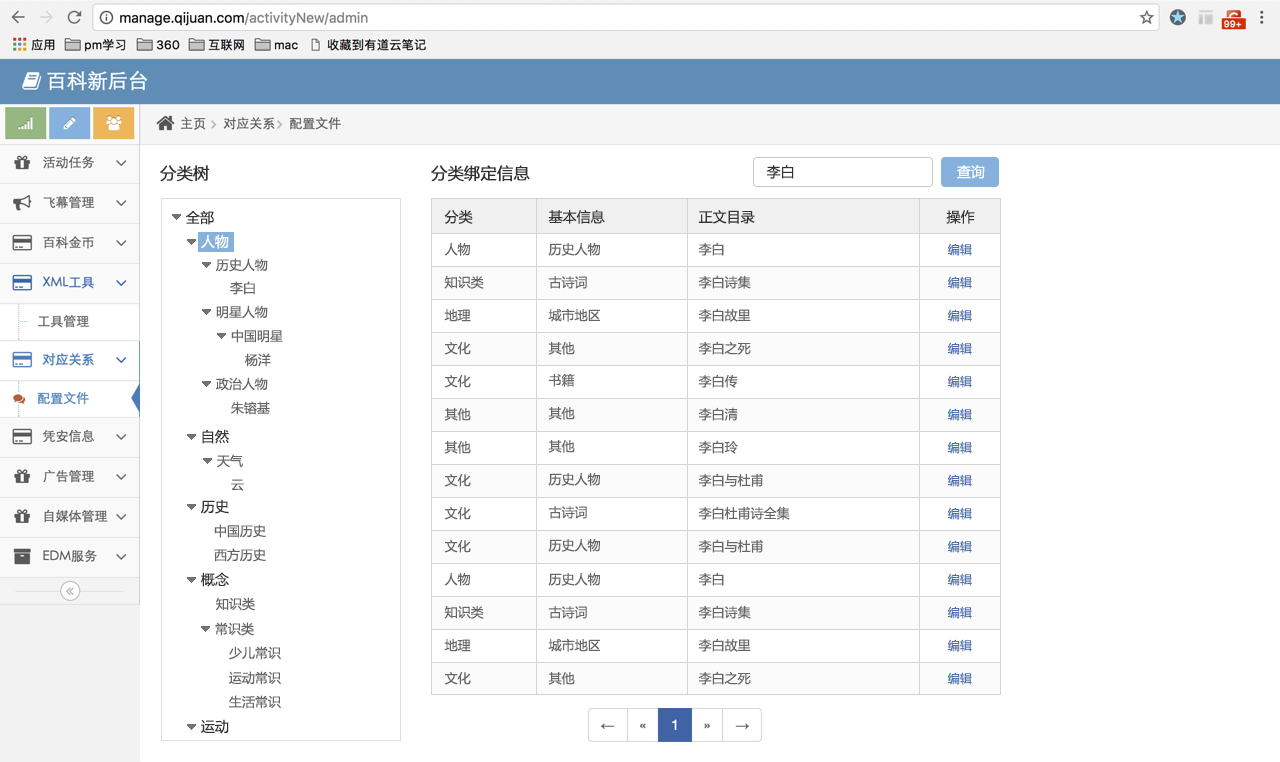 manage.qijuan.com/activityNew/admin
99+
应用 pm学习 360 互联网 mac 收藏到有道云笔记
百科新后台
主页 > 对应关系 > 配置文件
活动任务
飞幕管理
百科金币
XML工具
工具管理
对应关系
配置文件
凭安信息
广告管理
自媒体管理
EDM服务
«
分类树
全部
人物
历史人物
李白
明星人物
中国明星
杨洋
政治人物
朱镕基
自然
天气
云
历史
中国历史
西方历史
概念
知识类
常识类
少儿常识
运动常识
生活常识
运动
分类绑定信息 李白 查询
分类 基本信息 正文目录 操作
人物 历史人物 李白 编辑
知识类 古诗词 李白诗集 编辑
地理 城市地区 李白故里 编辑
文化 其他 李白之死 编辑
文化 书籍 李白传 编辑
其他 其他 李白清 编辑
其他 其他 李白玲 编辑
文化 历史人物 李白与杜甫 编辑
文化 古诗词 李白杜甫诗全集 编辑
文化 历史人物 李白与杜甫 编辑
人物 历史人物 李白 编辑
知识类 古诗词 李白诗集 编辑
地理 城市地区 李白故里 编辑
文化 其他 李白之死 编辑
← « 1 » →